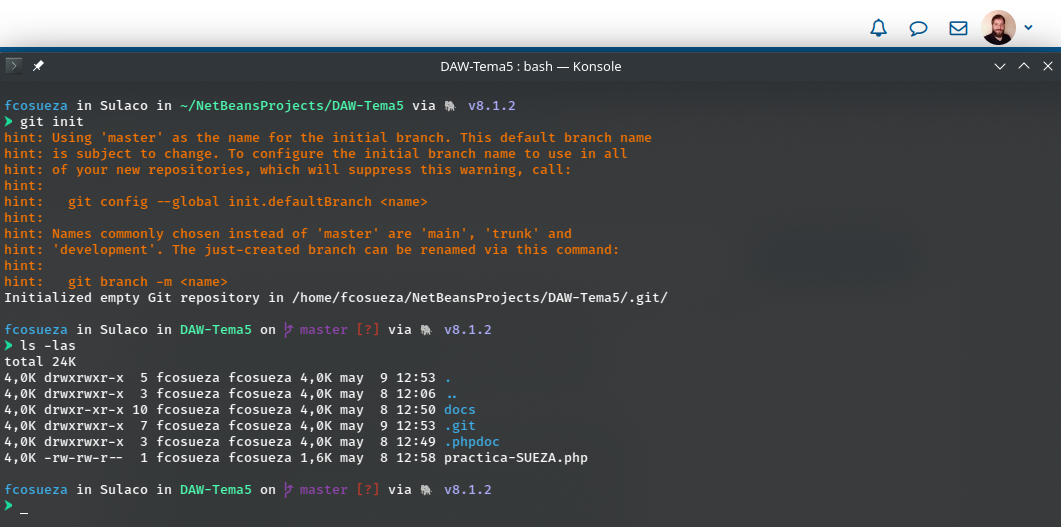 DAW-Tema5 : bash — Konsole
fcosueza in Sulaco in ~/NetBeansProjects/DAW-Tema5 via 🐘 v8.1.2
➤ git init
hint: Using 'master' as the name for the initial branch. This default branch name
hint: is subject to change. To configure the initial branch name to use in all
hint: of your new repositories, which will suppress this warning, call:
hint:
hint:   git config --global init.defaultBranch <name>
hint:
hint: Names commonly chosen instead of 'master' are 'main', 'trunk' and
hint: 'development'. The just-created branch can be renamed via this command:
hint:
hint:   git branch -m <name>
Initialized empty Git repository in /home/fcosueza/NetBeansProjects/DAW-Tema5/.git/
fcosueza in Sulaco in DAW-Tema5 on master [?] via 🐘 v8.1.2
➤ ls -las
total 24K
4,0K drwxrwxr-x  5 fcosueza fcosueza 4,0K may  9 12:53 .
4,0K drwxrwxr-x  3 fcosueza fcosueza 4,0K may  8 12:06 ..
4,0K drwxr-xr-x 10 fcosueza fcosueza 4,0K may  8 12:50 docs
4,0K drwxrwxr-x  7 fcosueza fcosueza 4,0K may  9 12:53 .git
4,0K drwxrwxr-x  3 fcosueza fcosueza 4,0K may  8 12:49 .phpdoc
4,0K -rw-rw-r--  1 fcosueza fcosueza 1,6K may  8 12:58 practica-SUEZA.php
fcosueza in Sulaco in DAW-Tema5 on master [?] via 🐘 v8.1.2
➤ _